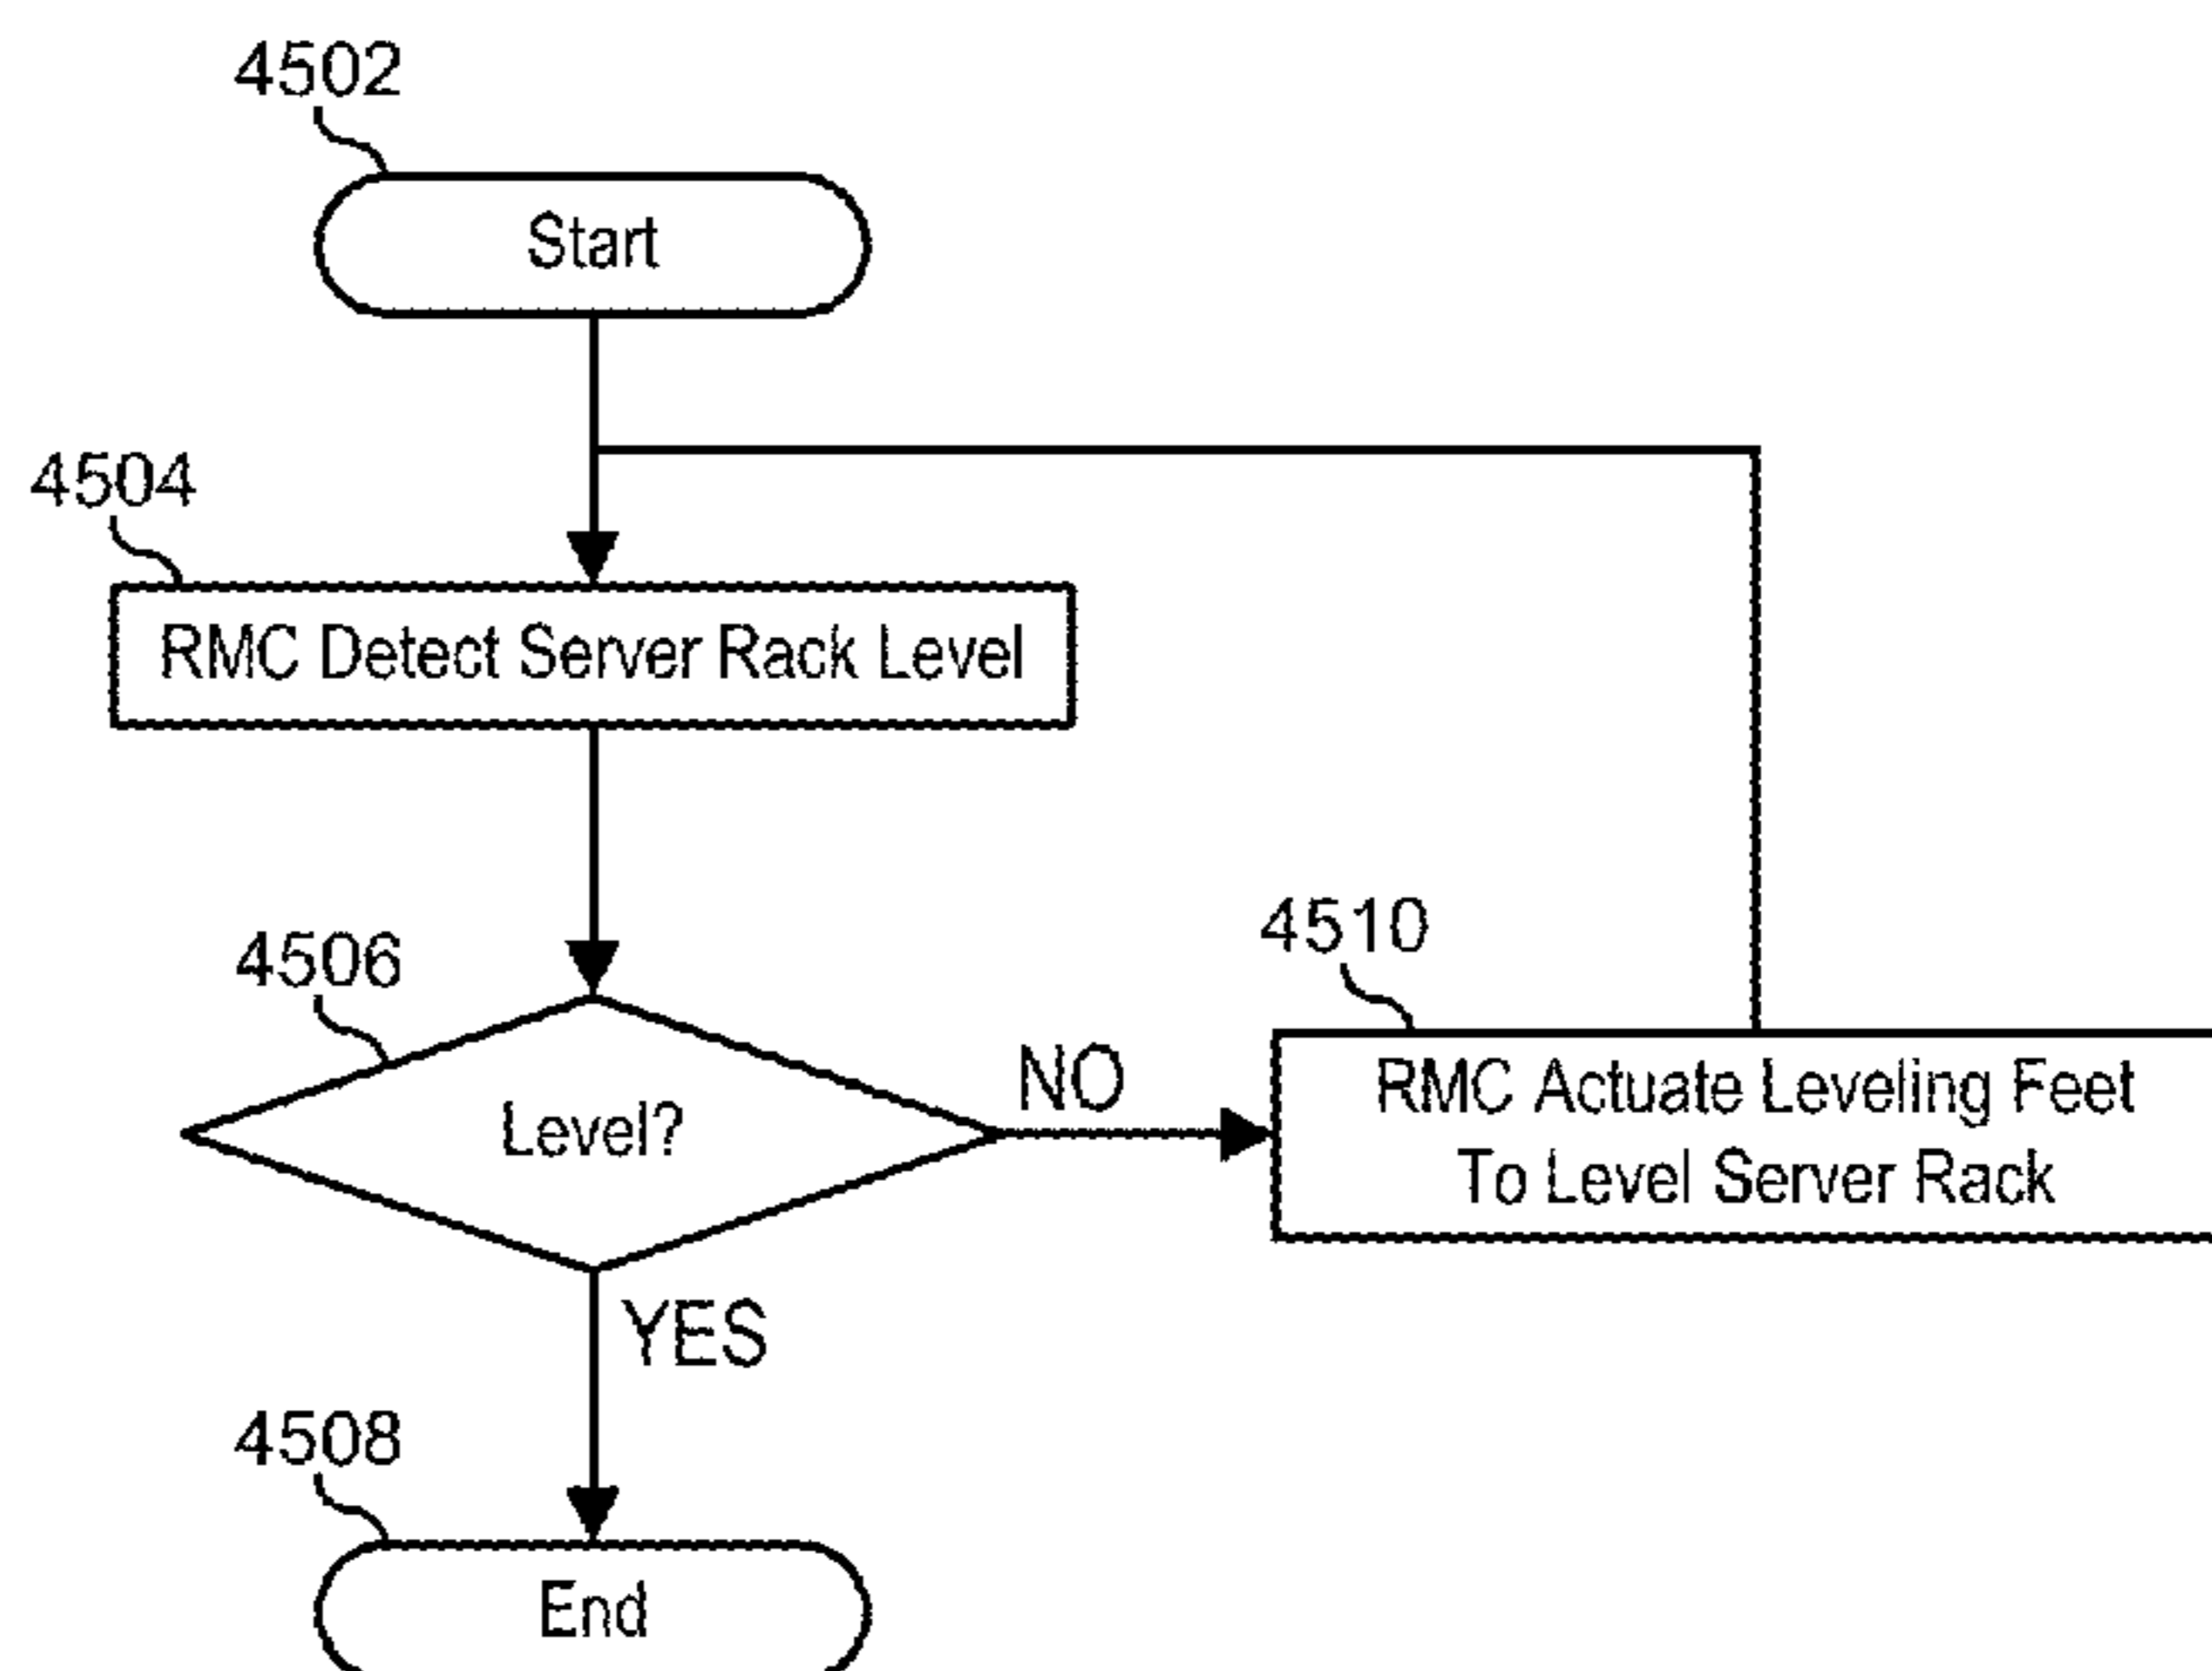 4502
Start
4504
RMC Detect Server Rack Level
4506
Level?
NO
4510
RMC Actuate Leveling Feet
To Level Server Rack
YES
4508
End